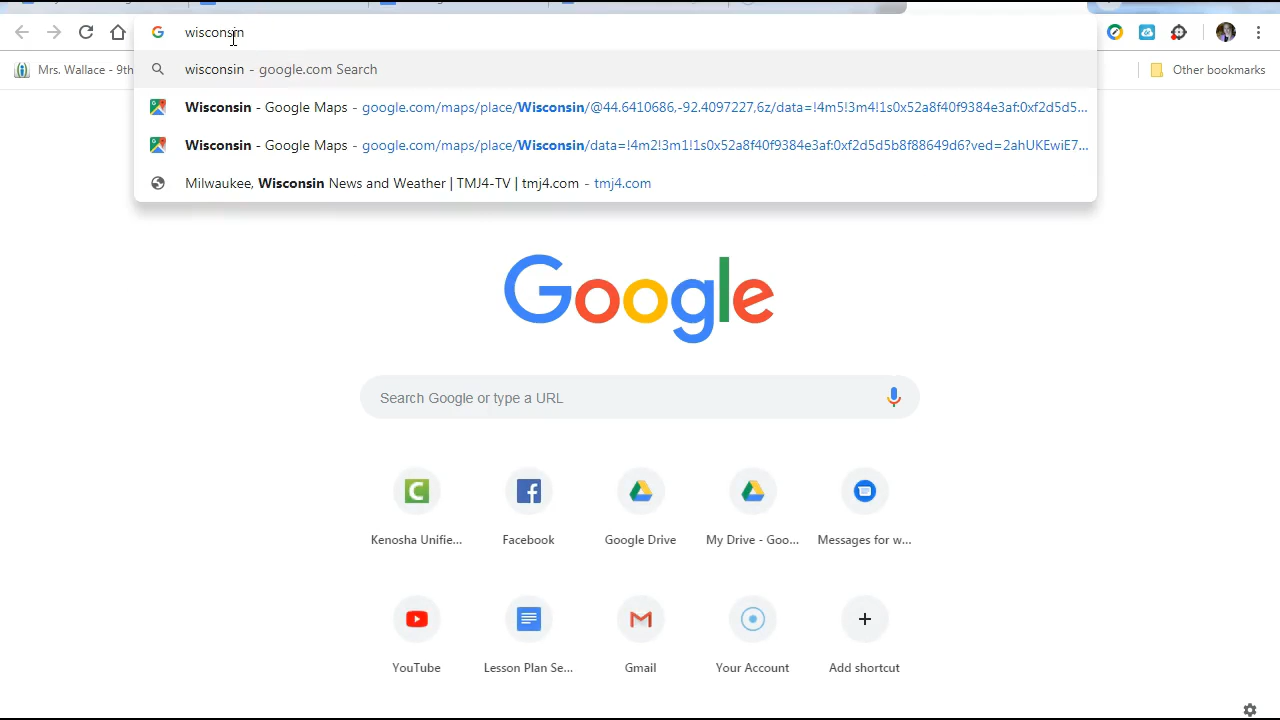 wisconsin
wisconsin - google.com Search
Mrs. Wallace - 9th
Other bookmarks
Wisconsin - Google Maps - google.com/maps/place/Wisconsin/@44.6410686,-92.4097227,6z/data=!4m5!3m4!1s0x52a8f40f9384e3af:0xf2d5d5...
Wisconsin - Google Maps - google.com/maps/place/Wisconsin/data=!4m2!3m1!1s0x52a8f40f9384e3af:0xf2d5d5b8f88649d6?ved=2ahUKEwiE7...
Milwaukee, Wisconsin News and Weather | TMJ4-TV | tmj4.com - tmj4.com
Google
Search Google or type a URL
Kenosha Unifie...
Facebook
Google Drive
My Drive - Goo...
Messages for w...
YouTube
Lesson Plan Se...
Gmail
Your Account
Add shortcut